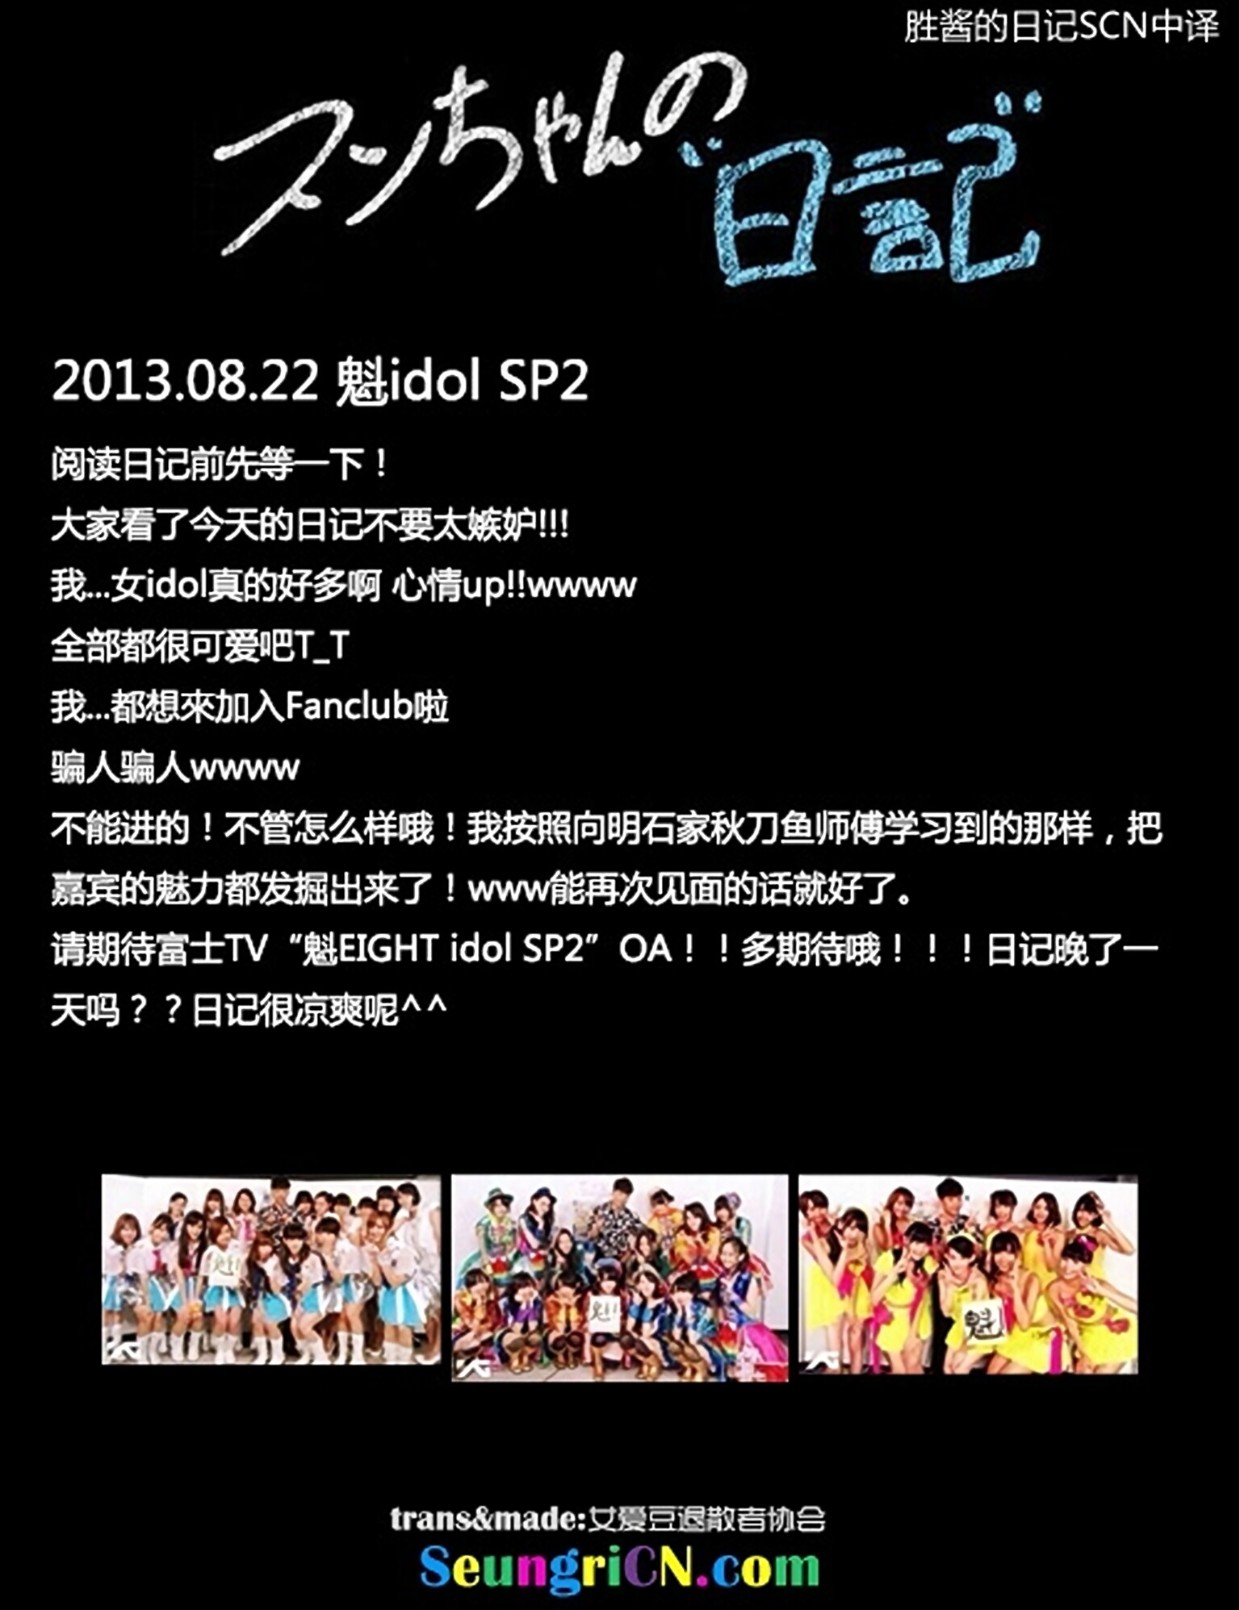 胜酱的日记SCN中译
スンちゃんの
日記
2013.08.22 魁idol SP2
阅读日记前先等一下！
大家看了今天的日记不要太嫉妒!!!
我...女idol真的好多啊 心情up!!wwww
全部都很可爱吧T_T
我...都想來加入Fanclub啦
骗人骗人wwww
不能进的！不管怎么样哦！我按照向明石家秋刀鱼师傅学习到的那样，把
嘉宾的魅力都发掘出来了！www能再次见面的话就好了。
请期待富士TV“魁EIGHT idol SP2”OA！！多期待哦！！！日记晚了一
天吗？？日记很凉爽呢^^
魁!
魁!
魁!
YG
YG
YG
trans&made:女爱豆退散者协会
SeungriCN.com